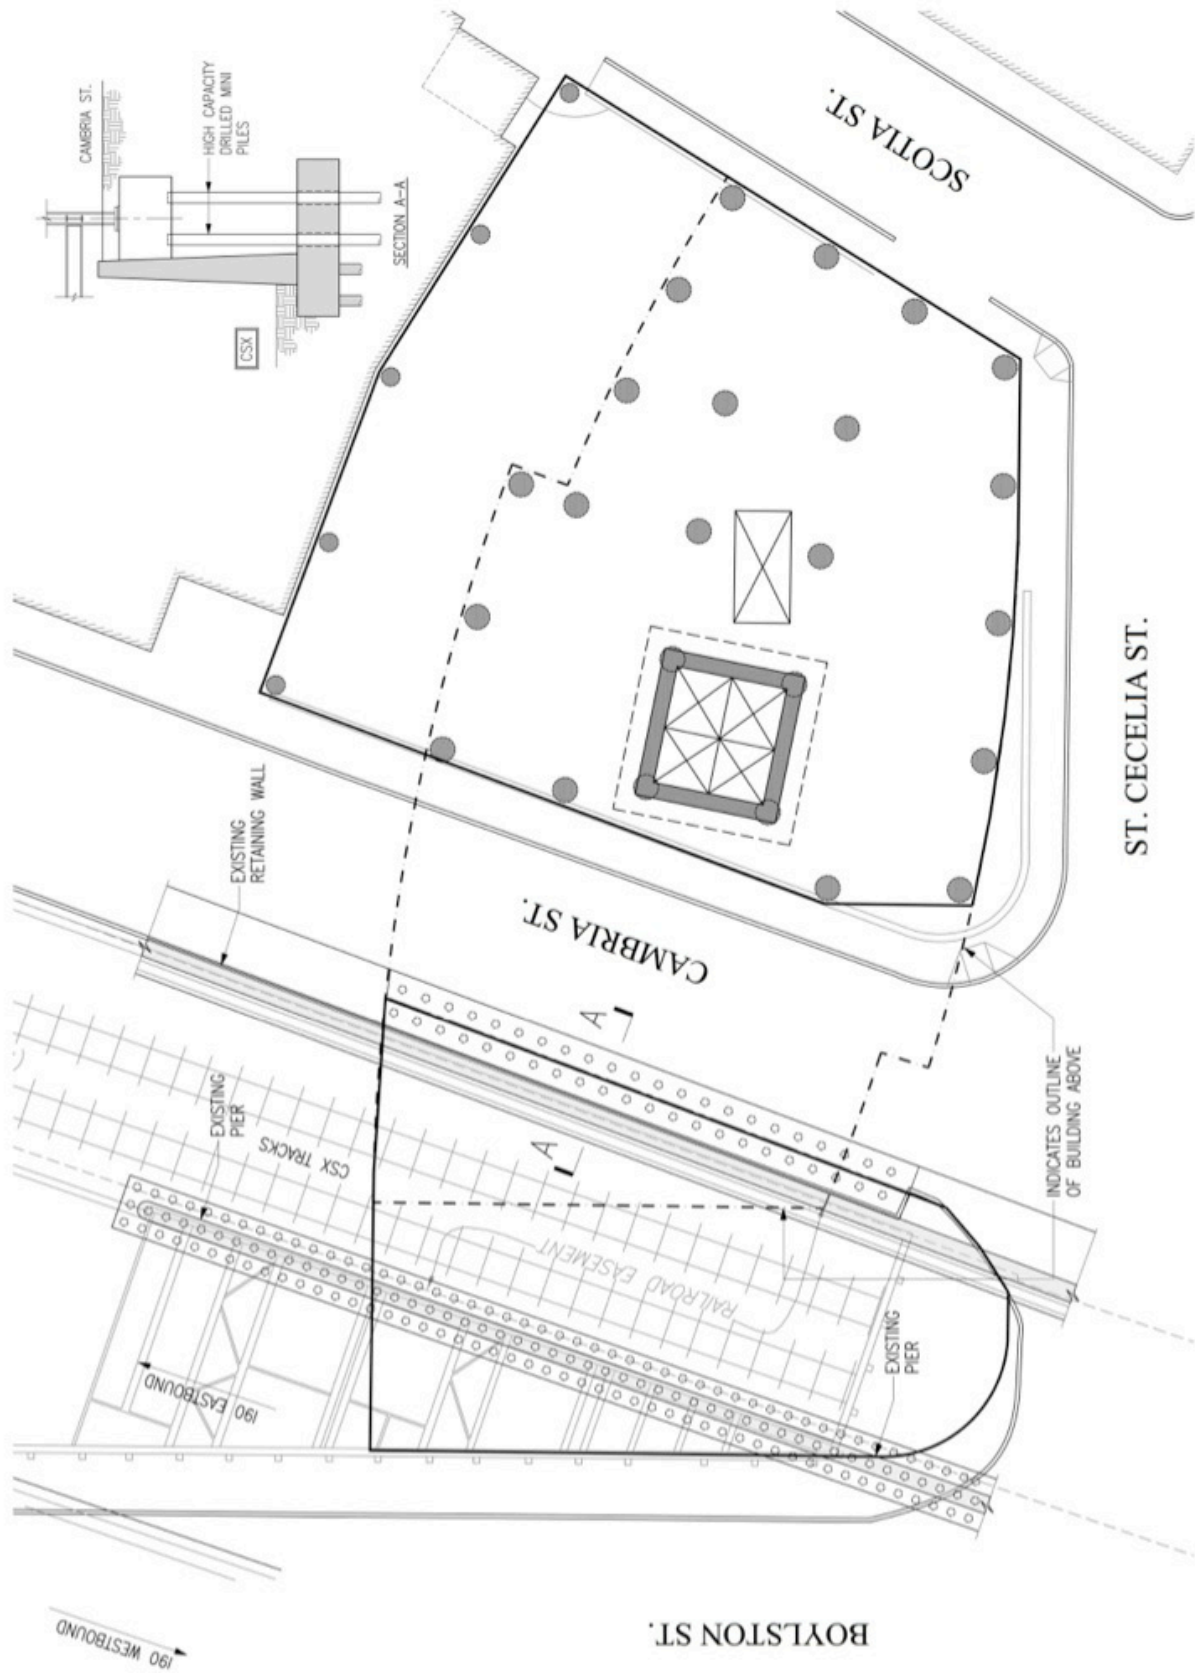 CAMBRIA ST.
HIGH CAPACITY
DRILLED MINI
PILES
SECTION A-A
CSX
SCOTIA ST.
EXISTING
RETAINING WALL
CAMBRIA ST.
ST. CECELIA ST.
A
A
EXISTING
PIER
CSX TRACKS
RAILROAD EASEMENT
INDICATES OUTLINE
OF BUILDING ABOVE
EXISTING
PIER
I90 EASTBOUND
I90 WESTBOUND
BOYLSTON ST.